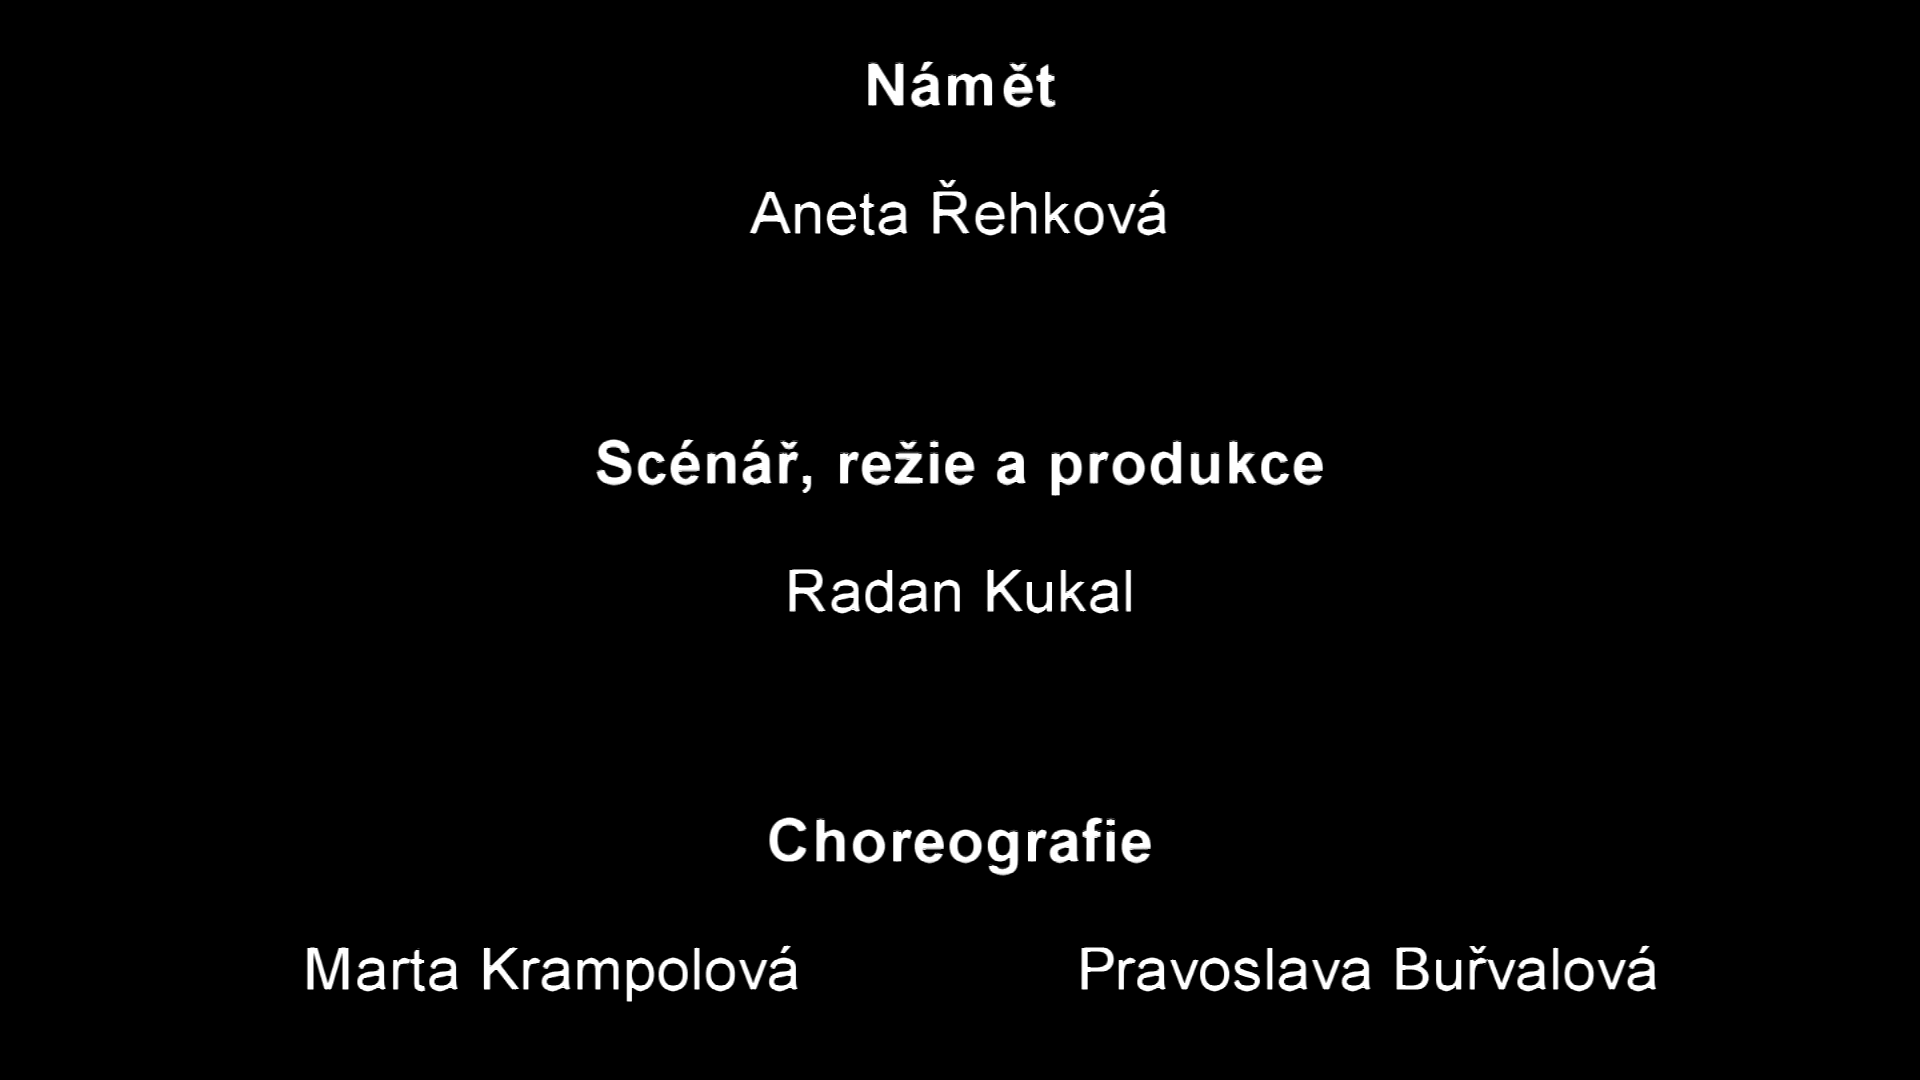 Námět
Aneta Řehková
Scénář, režie a produkce
Radan Kukal
Choreografie
Marta Krampolová Pravoslava Buřvalová